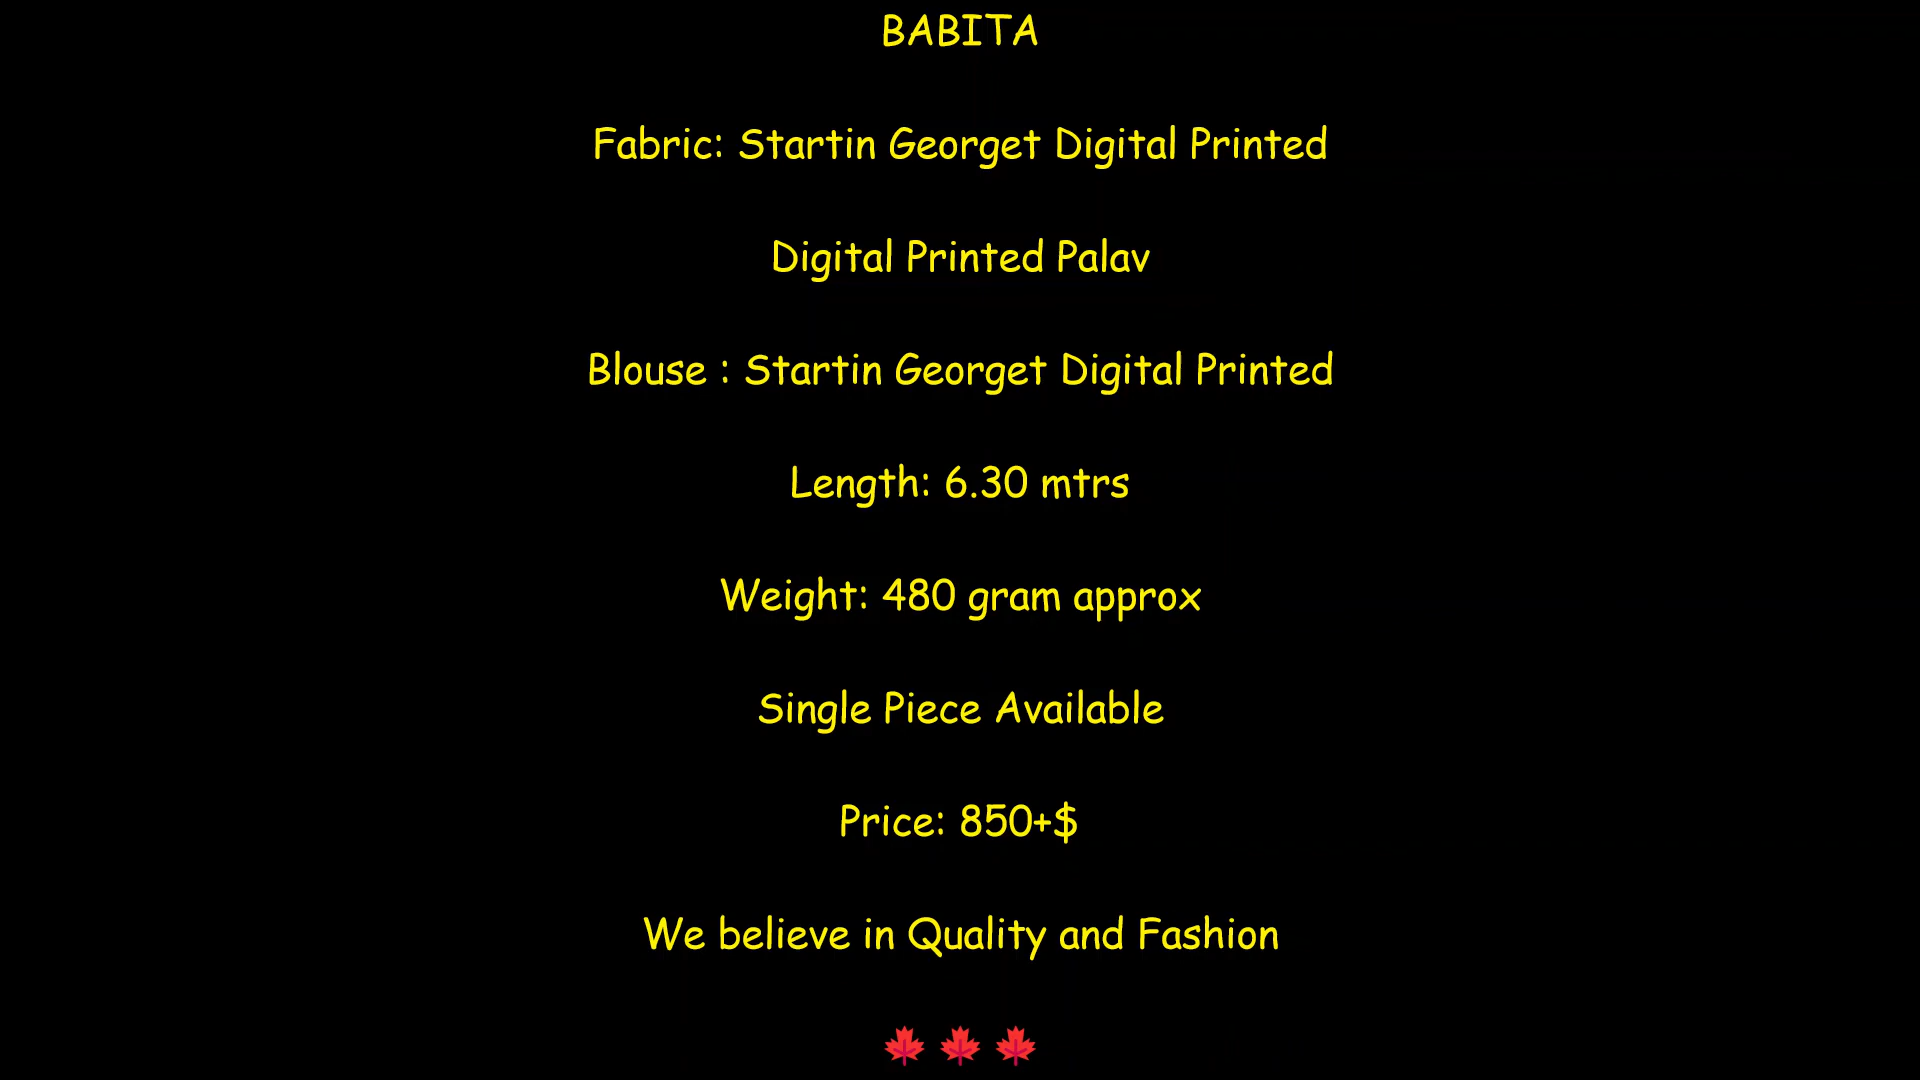 BABITA
Fabric: Startin Georget Digital Printed
Digital Printed Palav
Blouse : Startin Georget Digital Printed
Length: 6.30 mtrs
Weight: 480 gram approx
Single Piece Available
Price: 850+$
We believe in Quality and Fashion
🍁 🍁 🍁